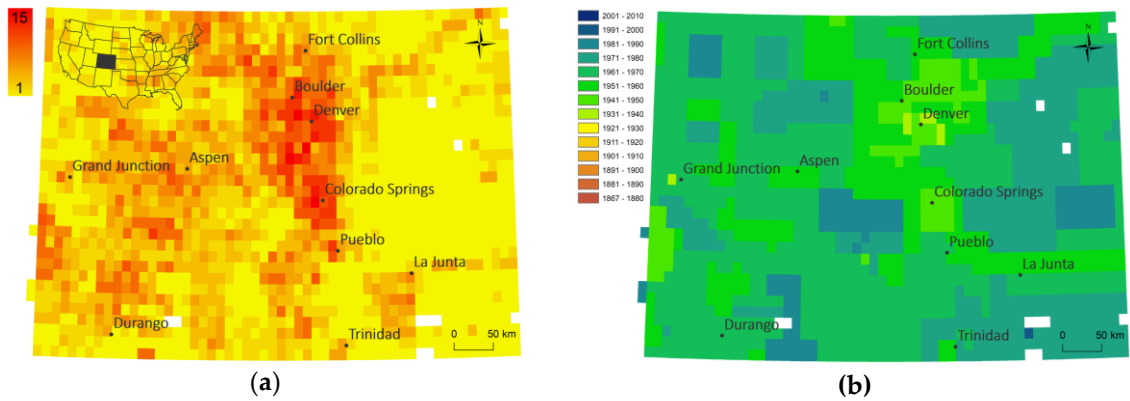 15
1
N
Fort Collins
Boulder
Denver
Grand Junction
Aspen
Colorado Springs
Pueblo
La Junta
Durango
Trinidad
0 50 km
(a)
2001 - 2010
1991 - 2000
1981 - 1990
1971 - 1980
1961 - 1970
1951 - 1960
1941 - 1950
1931 - 1940
1921 - 1930
1911 - 1920
1901 - 1910
1891 - 1900
1881 - 1890
1867 - 1880
N
Fort Collins
Boulder
Denver
Grand Junction
Aspen
Colorado Springs
Pueblo
La Junta
Durango
Trinidad
0 50 km
(b)